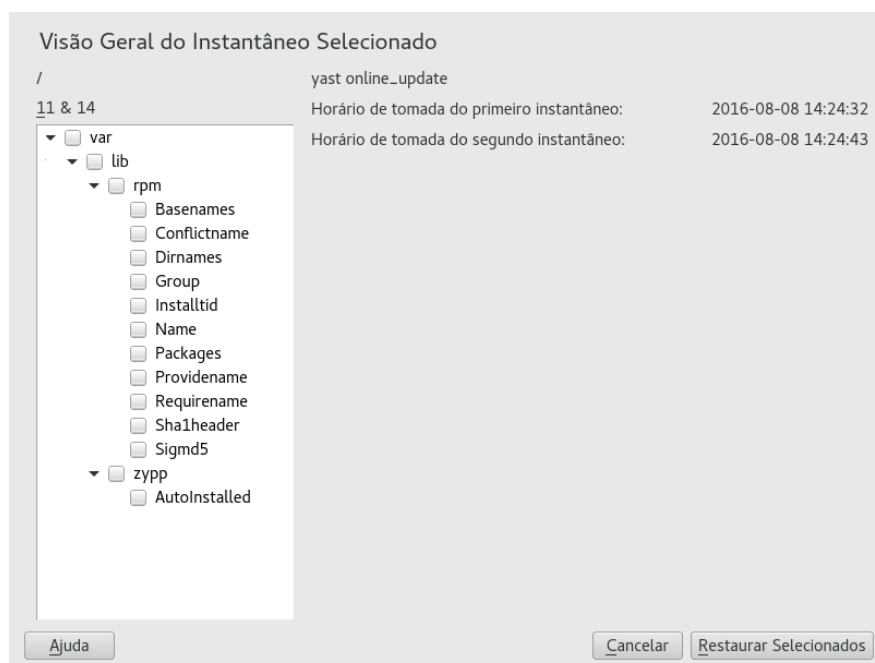 Visão Geral do Instantâneo Selecionado
/
yast online_update
11 & 14
Horário de tomada do primeiro instantâneo: 2016-08-08 14:24:32
Horário de tomada do segundo instantâneo: 2016-08-08 14:24:43
var
lib
rpm
Basenames
Conflictname
Dirnames
Group
Installtid
Name
Packages
Providename
Requirename
Sha1header
Sigmd5
zypp
AutoInstalled
Ajuda
Cancelar
Restaurar Selecionados